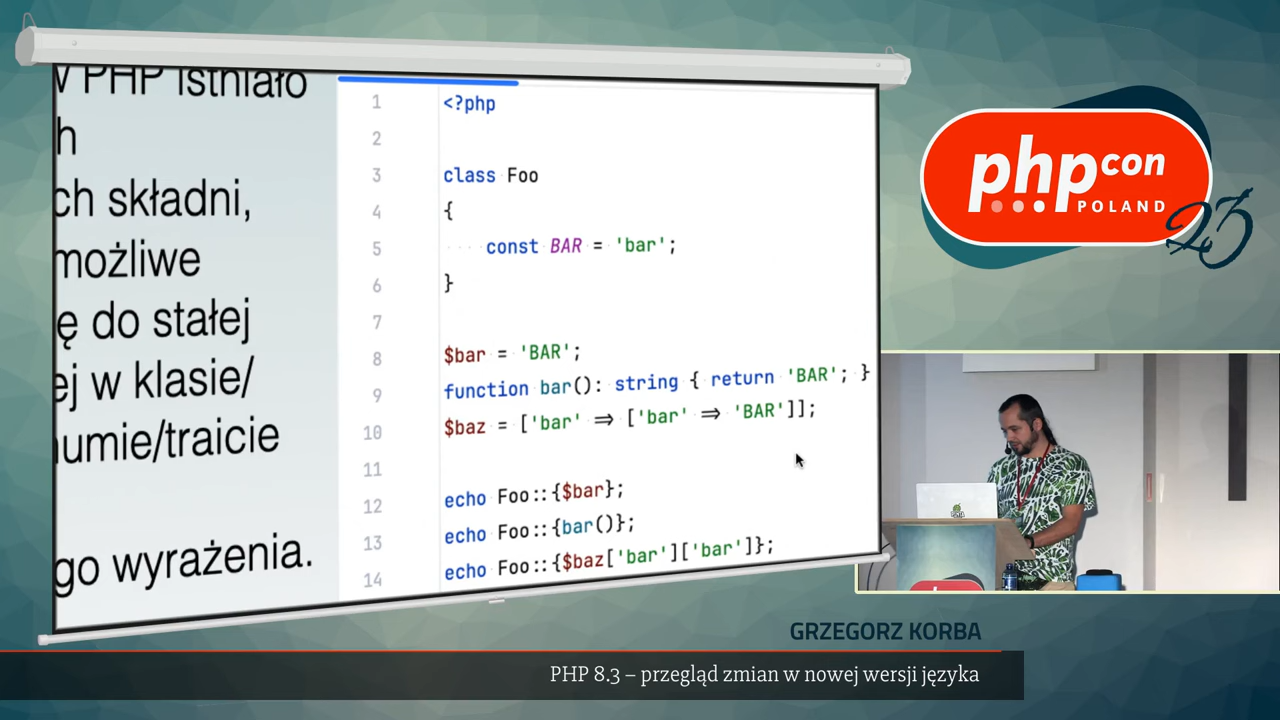 w PHP istniało
h
ch składni,
możliwe
ę do stałej
ej w klasie/
numie/traicie
go wyrażenia.
1 <?php
2
3 class Foo
4 {
5 const BAR = 'bar';
6 }
7
8 $bar = 'BAR';
9 function bar(): string { return 'BAR'; }
10 $baz = ['bar' => ['bar' => 'BAR']];
11
12 echo Foo::{$bar};
13 echo Foo::{bar()};
14 echo Foo::{$baz['bar']['bar']};
phpcon
POLAND
23
GRZEGORZ KORBA
PHP 8.3 – przegląd zmian w nowej wersji języka